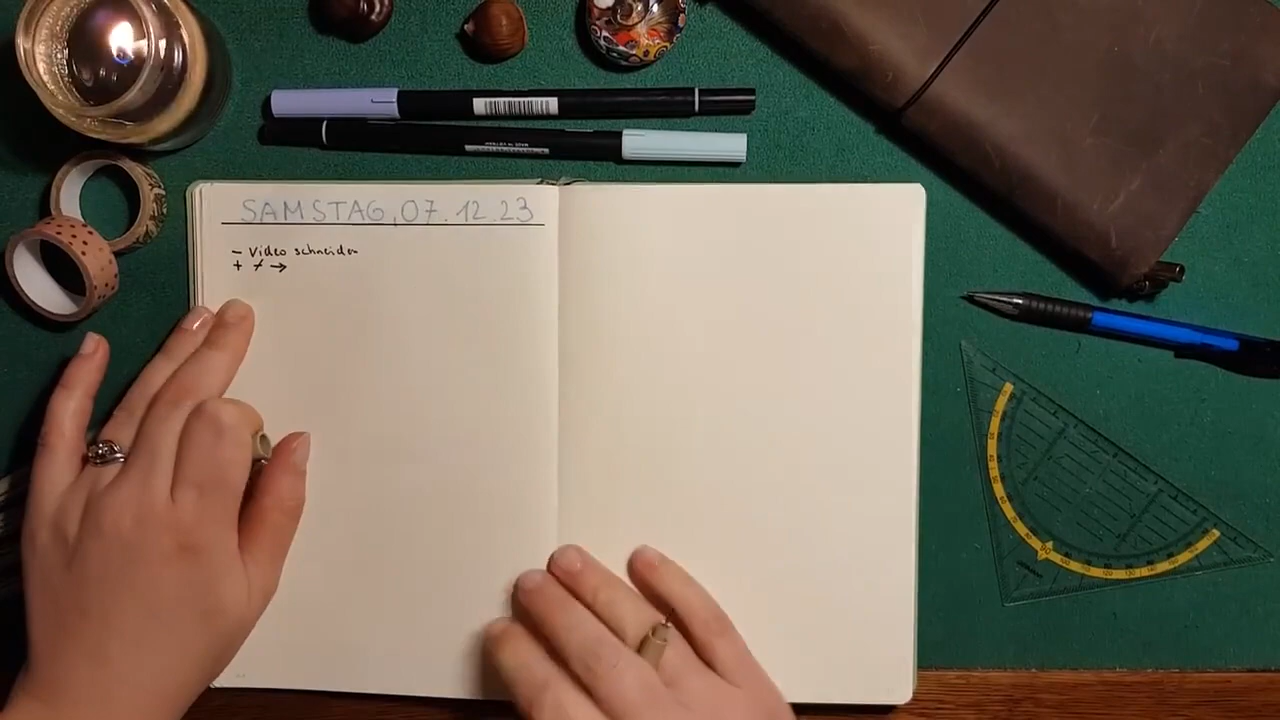 SAMSTAG, 07.12.23
- Video schneiden
+ ≁ →